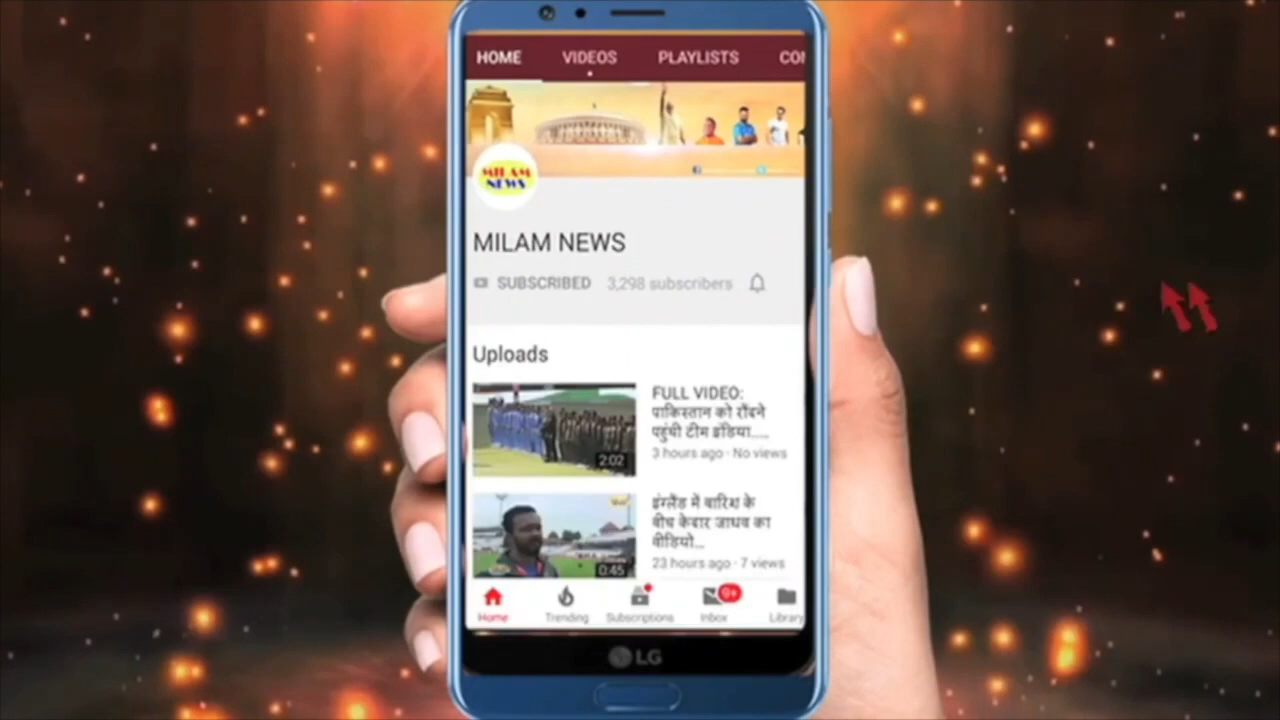 HOME VIDEOS PLAYLISTS CON
MILAM
NEWS
MILAM NEWS
SUBSCRIBED 3,298 subscribers
Uploads
FULL VIDEO:
पाकिस्तान को रौंदने
पहुंची टीम इंडिया.....
3 hours ago · No views
2:02
इंग्लैंड में बारिश के
बीच केदार जाधव का
वीडियो...
23 hours ago · 7 views
0:45
Home Trending Subscriptions Inbox 9+ Library
LG